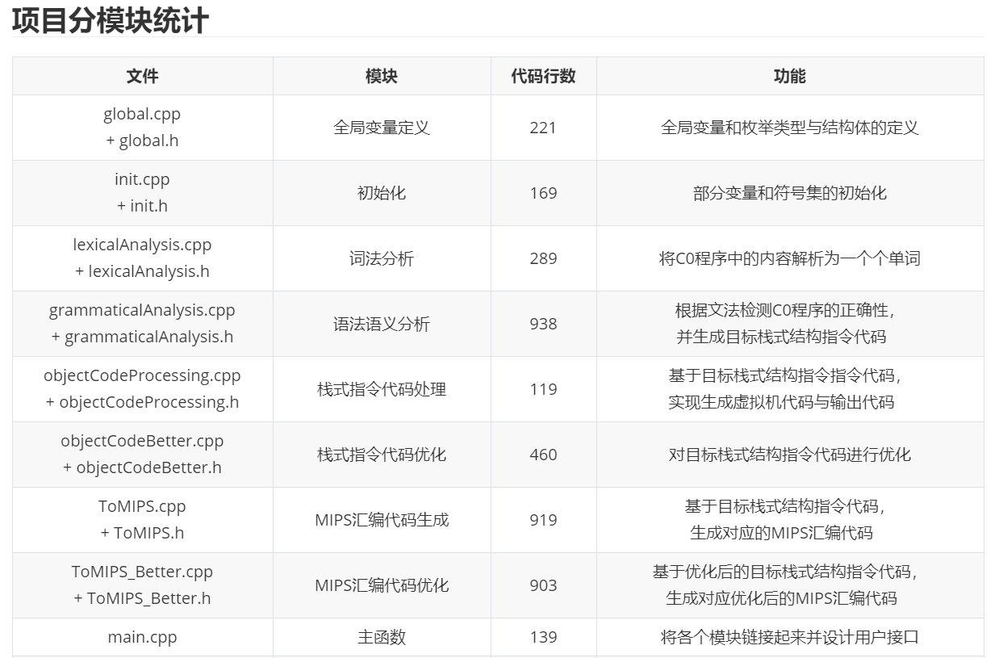 项目分模块统计
文件 模块 代码行数 功能
global.cpp
+ global.h
全局变量定义 221 全局变量和枚举类型与结构体的定义
init.cpp
+ init.h
初始化 169 部分变量和符号集的初始化
lexicalAnalysis.cpp
+ lexicalAnalysis.h
词法分析 289 将C0程序中的内容解析为一个个单词
grammaticalAnalysis.cpp
+ grammaticalAnalysis.h
语法语义分析 938
根据文法检测C0程序的正确性，
并生成目标栈式结构指令代码
objectCodeProcessing.cpp
+ objectCodeProcessing.h
栈式指令代码处理 119
基于目标栈式结构指令指令代码，
实现生成虚拟机代码与输出代码
objectCodeBetter.cpp
+ objectCodeBetter.h
栈式指令代码优化 460 对目标栈式结构指令代码进行优化
ToMIPS.cpp
+ ToMIPS.h
MIPS汇编代码生成 919
基于目标栈式结构指令代码，
生成对应的MIPS汇编代码
ToMIPS_Better.cpp
+ ToMIPS_Better.h
MIPS汇编代码优化 903
基于优化后的目标栈式结构指令代码，
生成对应优化后的MIPS汇编代码
main.cpp 主函数 139 将各个模块链接起来并设计用户接口